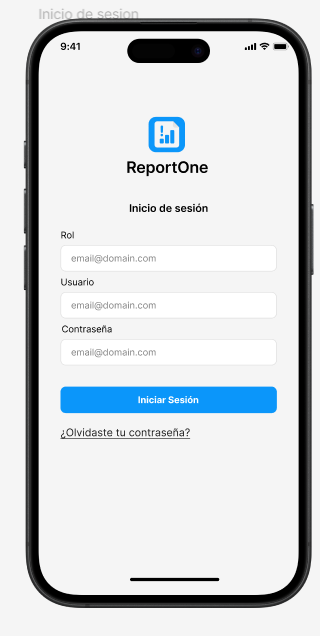 Inicio de sesion
9:41
ReportOne
Inicio de sesión
Rol
email@domain.com
Usuario
email@domain.com
Contraseña
email@domain.com
Iniciar Sesión
¿Olvidaste tu contraseña?